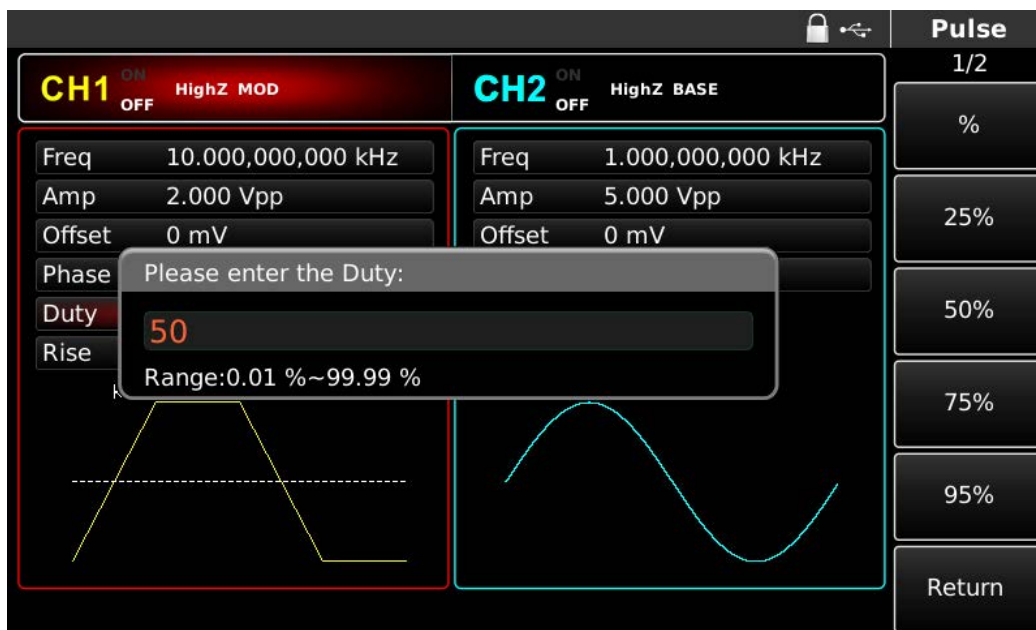 Pulse
1/2
CH1 ON OFF HighZ MOD
CH2 ON OFF HighZ BASE
Freq 10.000,000,000 kHz
Amp 2.000 Vpp
Offset 0 mV
Phase
Duty
Rise
Freq 1.000,000,000 kHz
Amp 5.000 Vpp
Offset 0 mV
Please enter the Duty:
50
Range:0.01 %~99.99 %
%
25%
50%
75%
95%
Return